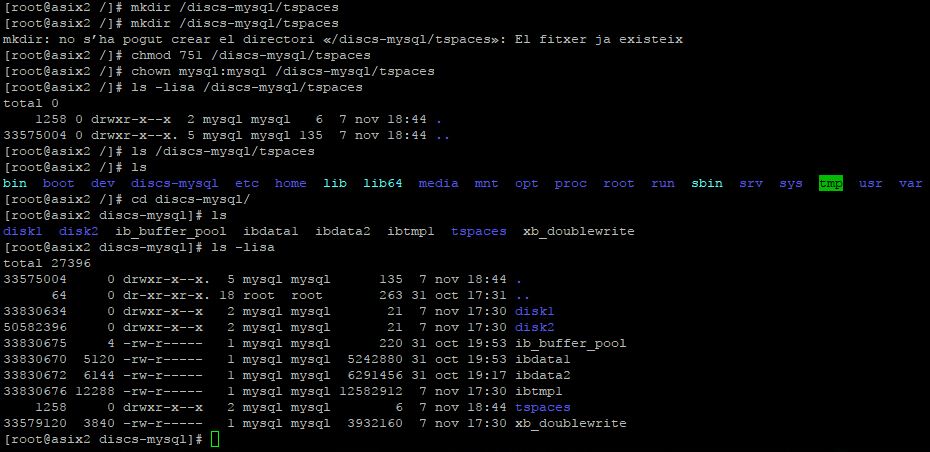 [root@asix2 /]# mkdir /discs-mysql/tspaces
[root@asix2 /]# mkdir /discs-mysql/tspaces
mkdir: no s’ha pogut crear el directori «/discs-mysql/tspaces»: El fitxer ja existeix
[root@asix2 /]# chmod 751 /discs-mysql/tspaces
[root@asix2 /]# chown mysql:mysql /discs-mysql/tspaces
[root@asix2 /]# ls -lisa /discs-mysql/tspaces
total 0
    1258 0 drwxr-x--x  2 mysql mysql   6  7 nov 18:44 .
33575004 0 drwxr-x--x. 5 mysql mysql 135  7 nov 18:44 ..
[root@asix2 /]# ls /discs-mysql/tspaces
[root@asix2 /]# ls
bin  boot  dev  discs-mysql  etc  home  lib  lib64  media  mnt  opt  proc  root  run  sbin  srv  sys  tmp  usr  var
[root@asix2 /]# cd discs-mysql/
[root@asix2 discs-mysql]# ls
disk1  disk2  ib_buffer_pool  ibdata1  ibdata2  ibtmp1  tspaces  xb_doublewrite
[root@asix2 discs-mysql]# ls -lisa
total 27396
33575004     0 drwxr-x--x.  5 mysql mysql      135  7 nov 18:44 .
      64     0 dr-xr-xr-x. 18 root  root       263 31 oct 17:31 ..
33830634     0 drwxr-x--x   2 mysql mysql       21  7 nov 17:30 disk1
50582396     0 drwxr-x--x   2 mysql mysql       21  7 nov 17:30 disk2
33830675     4 -rw-r-----   1 mysql mysql      220 31 oct 19:53 ib_buffer_pool
33830670  5120 -rw-r-----   1 mysql mysql  5242880 31 oct 19:53 ibdata1
33830672  6144 -rw-r-----   1 mysql mysql  6291456 31 oct 19:17 ibdata2
33830676 12288 -rw-r-----   1 mysql mysql 12582912  7 nov 17:30 ibtmp1
    1258     0 drwxr-x--x   2 mysql mysql        6  7 nov 18:44 tspaces
33579120  3840 -rw-r-----   1 mysql mysql  3932160  7 nov 17:30 xb_doublewrite
[root@asix2 discs-mysql]#